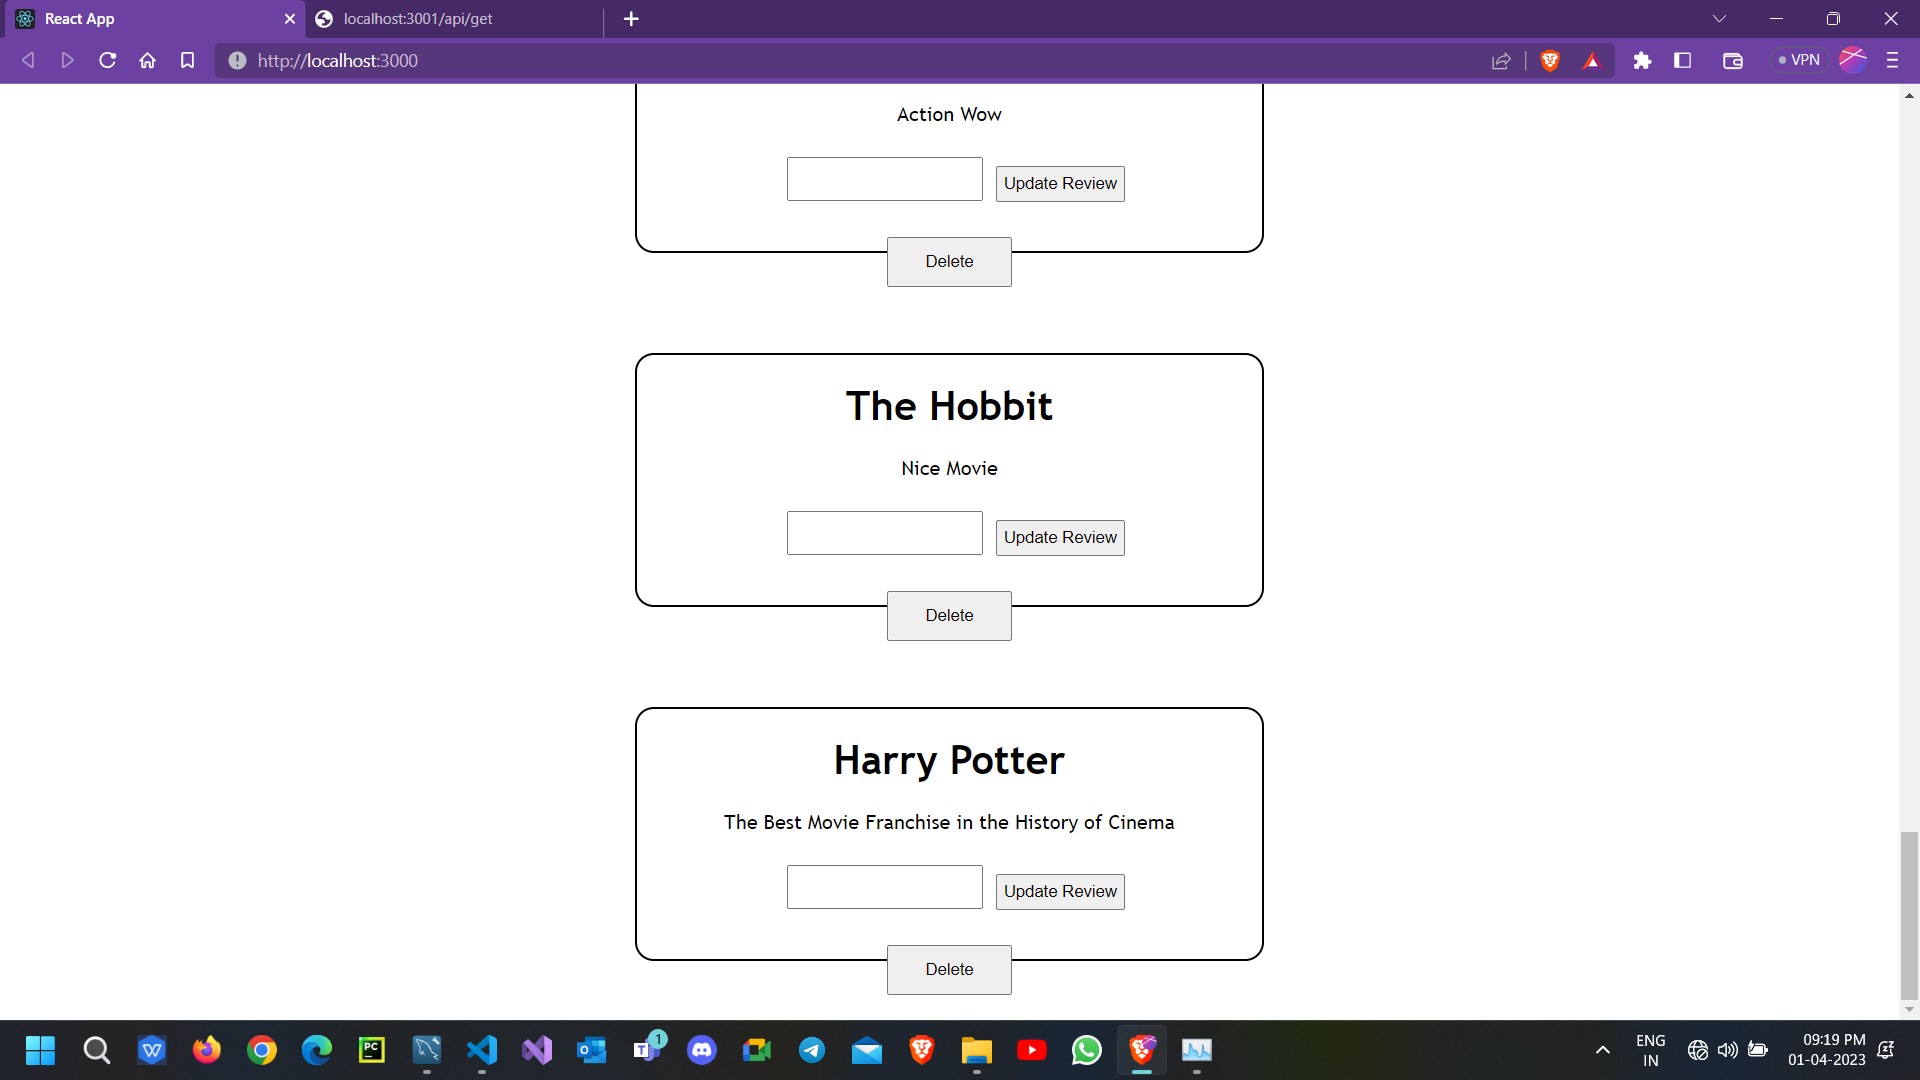 React App
localhost:3001/api/get
http://localhost:3000
VPN
Action Wow
Update Review
Delete
The Hobbit
Nice Movie
Update Review
Delete
Harry Potter
The Best Movie Franchise in the History of Cinema
Update Review
Delete
W
PC
T
1
ENG
IN
09:19 PM
01-04-2023